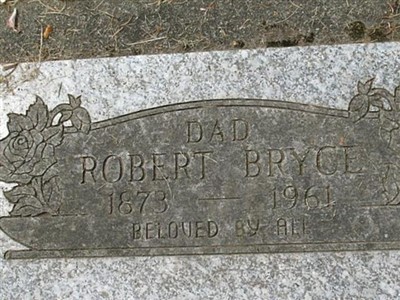 DAD
ROBERT BRYCE
1873 — 1961
BELOVED BY ALL